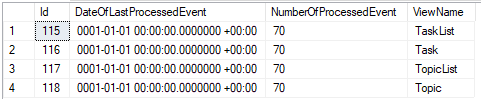 Id DateOfLastProcessedEvent NumberOfProcessedEvent ViewName
1 115 0001-01-01 00:00:00.0000000 +00:00 70 TaskList
2 116 0001-01-01 00:00:00.0000000 +00:00 70 Task
3 117 0001-01-01 00:00:00.0000000 +00:00 70 TopicList
4 118 0001-01-01 00:00:00.0000000 +00:00 70 Topic